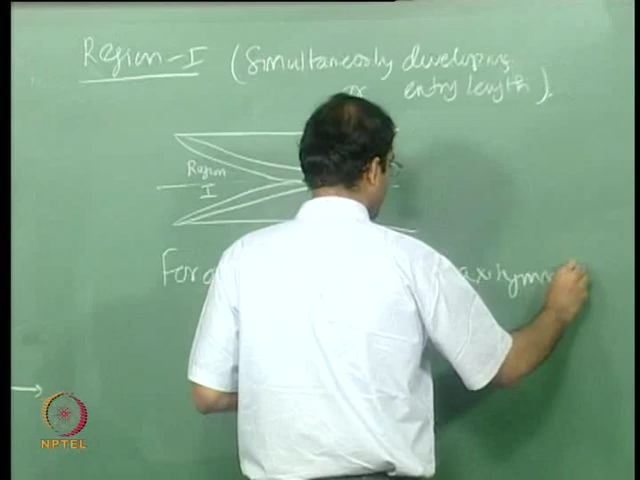 Region-I (Simultaneously developing
or entry length).
Region
I
For
axisymm
NPTEL